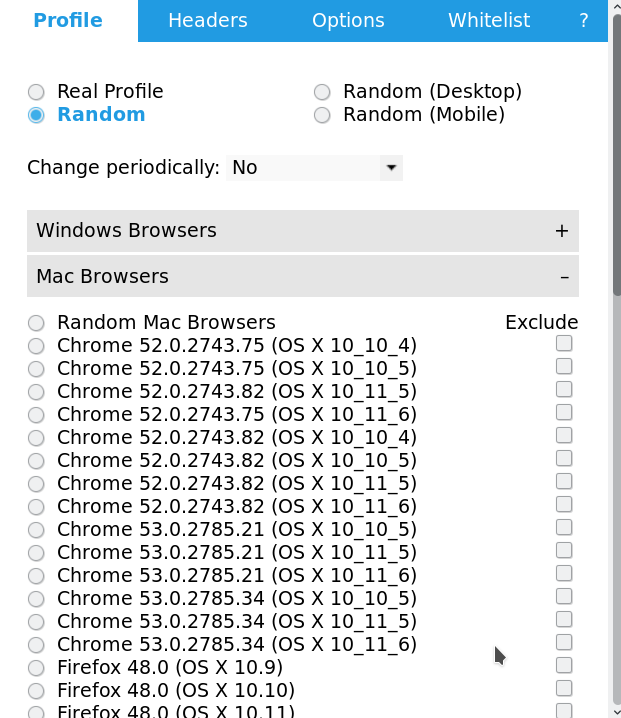 Profile Headers Options Whitelist ?
Real Profile Random (Desktop)
Random Random (Mobile)
Change periodically: No
Windows Browsers +
Mac Browsers –
Random Mac Browsers Exclude
Chrome 52.0.2743.75 (OS X 10_10_4)
Chrome 52.0.2743.75 (OS X 10_10_5)
Chrome 52.0.2743.82 (OS X 10_11_5)
Chrome 52.0.2743.75 (OS X 10_11_6)
Chrome 52.0.2743.82 (OS X 10_10_4)
Chrome 52.0.2743.82 (OS X 10_10_5)
Chrome 52.0.2743.82 (OS X 10_11_5)
Chrome 52.0.2743.82 (OS X 10_11_6)
Chrome 53.0.2785.21 (OS X 10_10_5)
Chrome 53.0.2785.21 (OS X 10_11_5)
Chrome 53.0.2785.21 (OS X 10_11_6)
Chrome 53.0.2785.34 (OS X 10_10_5)
Chrome 53.0.2785.34 (OS X 10_11_5)
Chrome 53.0.2785.34 (OS X 10_11_6)
Firefox 48.0 (OS X 10.9)
Firefox 48.0 (OS X 10.10)
Firefox 48.0 (OS X 10.11)